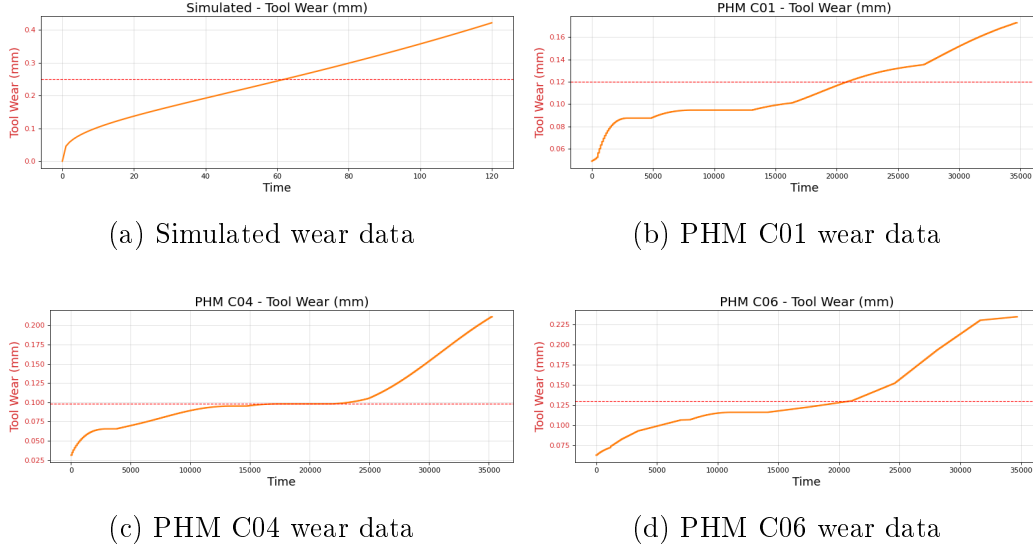 Simulated - Tool Wear (mm)
Tool Wear (mm)
0.4
0.3
0.2
0.1
0.0
0 20 40 60 80 100 120
Time
(a) Simulated wear data
PHM C01 - Tool Wear (mm)
Tool Wear (mm)
0.16
0.14
0.12
0.10
0.08
0.06
0 5000 10000 15000 20000 25000 30000 35000
Time
(b) PHM C01 wear data
PHM C04 - Tool Wear (mm)
Tool Wear (mm)
0.200
0.175
0.150
0.125
0.100
0.075
0.050
0.025
0 5000 10000 15000 20000 25000 30000 35000
Time
(c) PHM C04 wear data
PHM C06 - Tool Wear (mm)
Tool Wear (mm)
0.225
0.200
0.175
0.150
0.125
0.100
0.075
0 5000 10000 15000 20000 25000 30000 35000
Time
(d) PHM C06 wear data